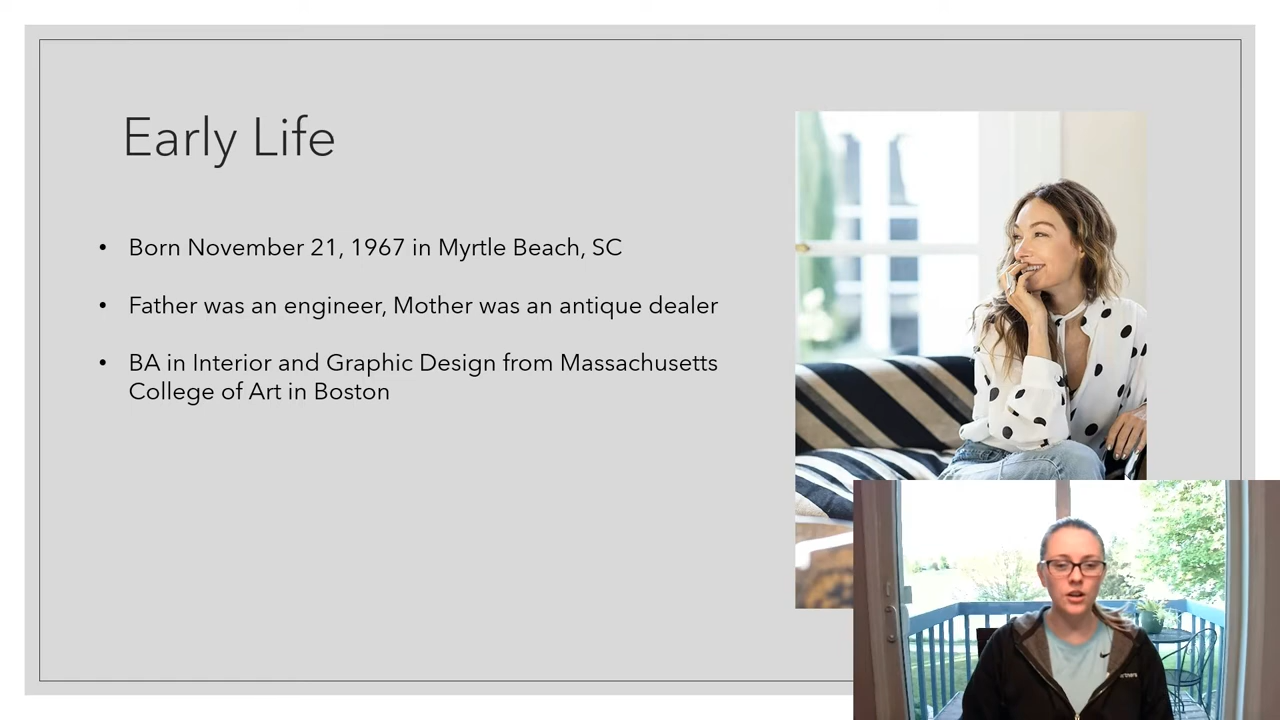 Early Life
• Born November 21, 1967 in Myrtle Beach, SC
• Father was an engineer, Mother was an antique dealer
• BA in Interior and Graphic Design from Massachusetts
College of Art in Boston